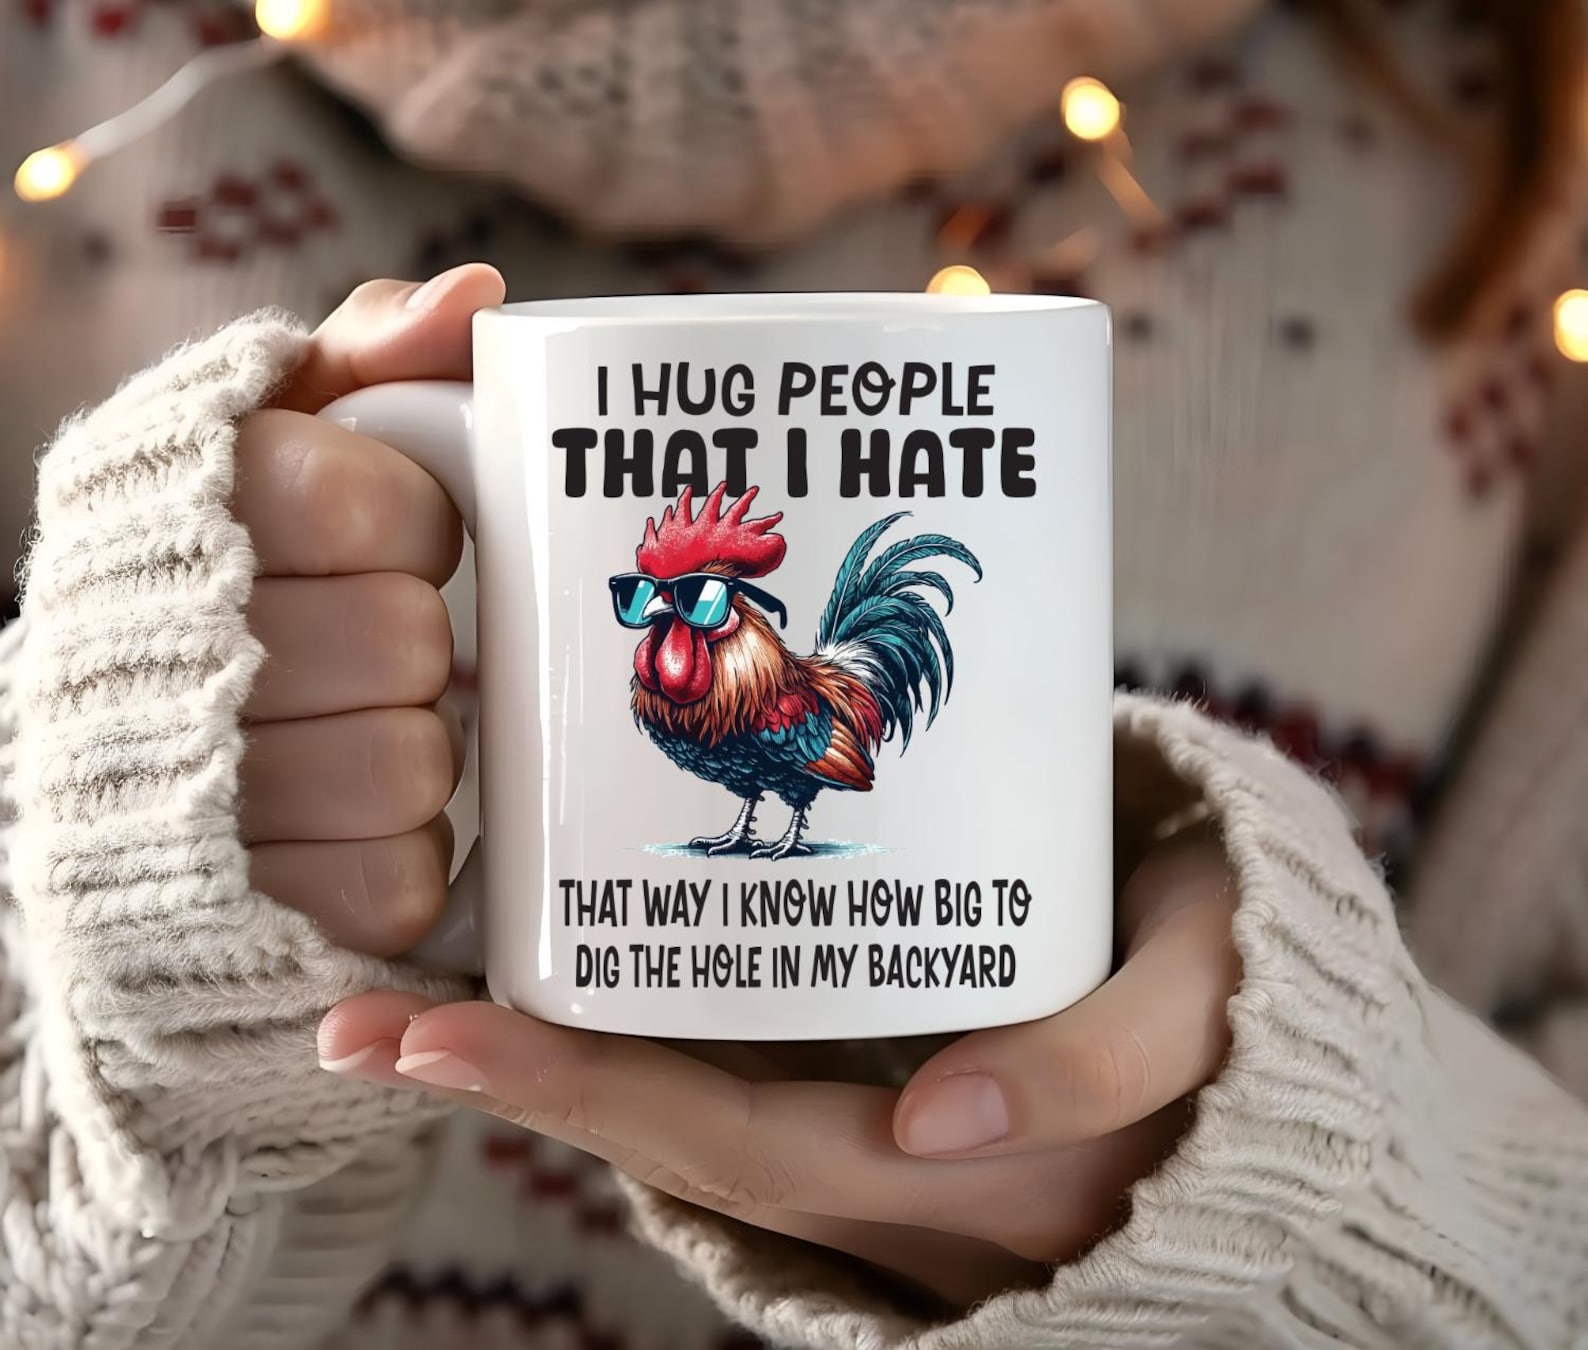 I HUG PEOPLE
THAT I HATE
THAT WAY I KNOW HOW BIG TO
DIG THE HOLE IN MY BACKYARD